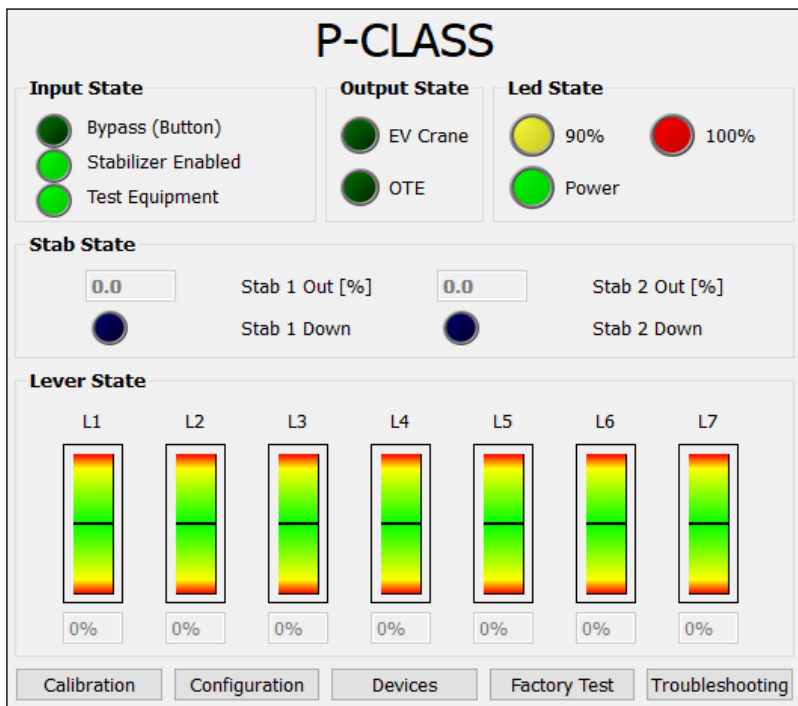 P-CLASS
Input State
Bypass (Button)
Stabilizer Enabled
Test Equipment
Output State
EV Crane
OTE
Led State
90%
100%
Power
Stab State
0.0
Stab 1 Out [%]
0.0
Stab 2 Out [%]
Stab 1 Down
Stab 2 Down
Lever State
L1 L2 L3 L4 L5 L6 L7
0% 0% 0% 0% 0% 0% 0%
Calibration Configuration Devices Factory Test Troubleshooting